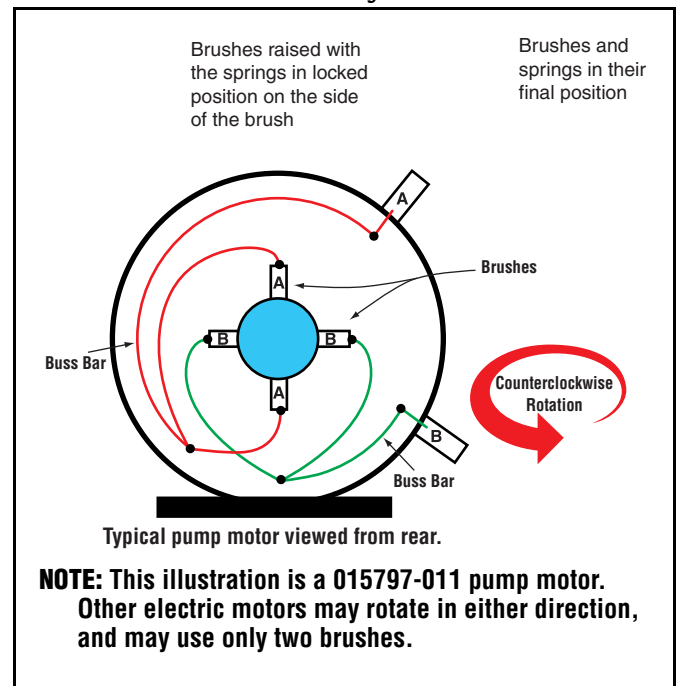 Brushes raised with
the springs in locked
position on the side
of the brush
Brushes and
springs in their
final position
A
A
Brushes
B
B
Buss Bar
A
Counterclockwise
Rotation
B
Buss Bar
Typical pump motor viewed from rear.
NOTE: This illustration is a 015797-011 pump motor.
Other electric motors may rotate in either direction,
and may use only two brushes.